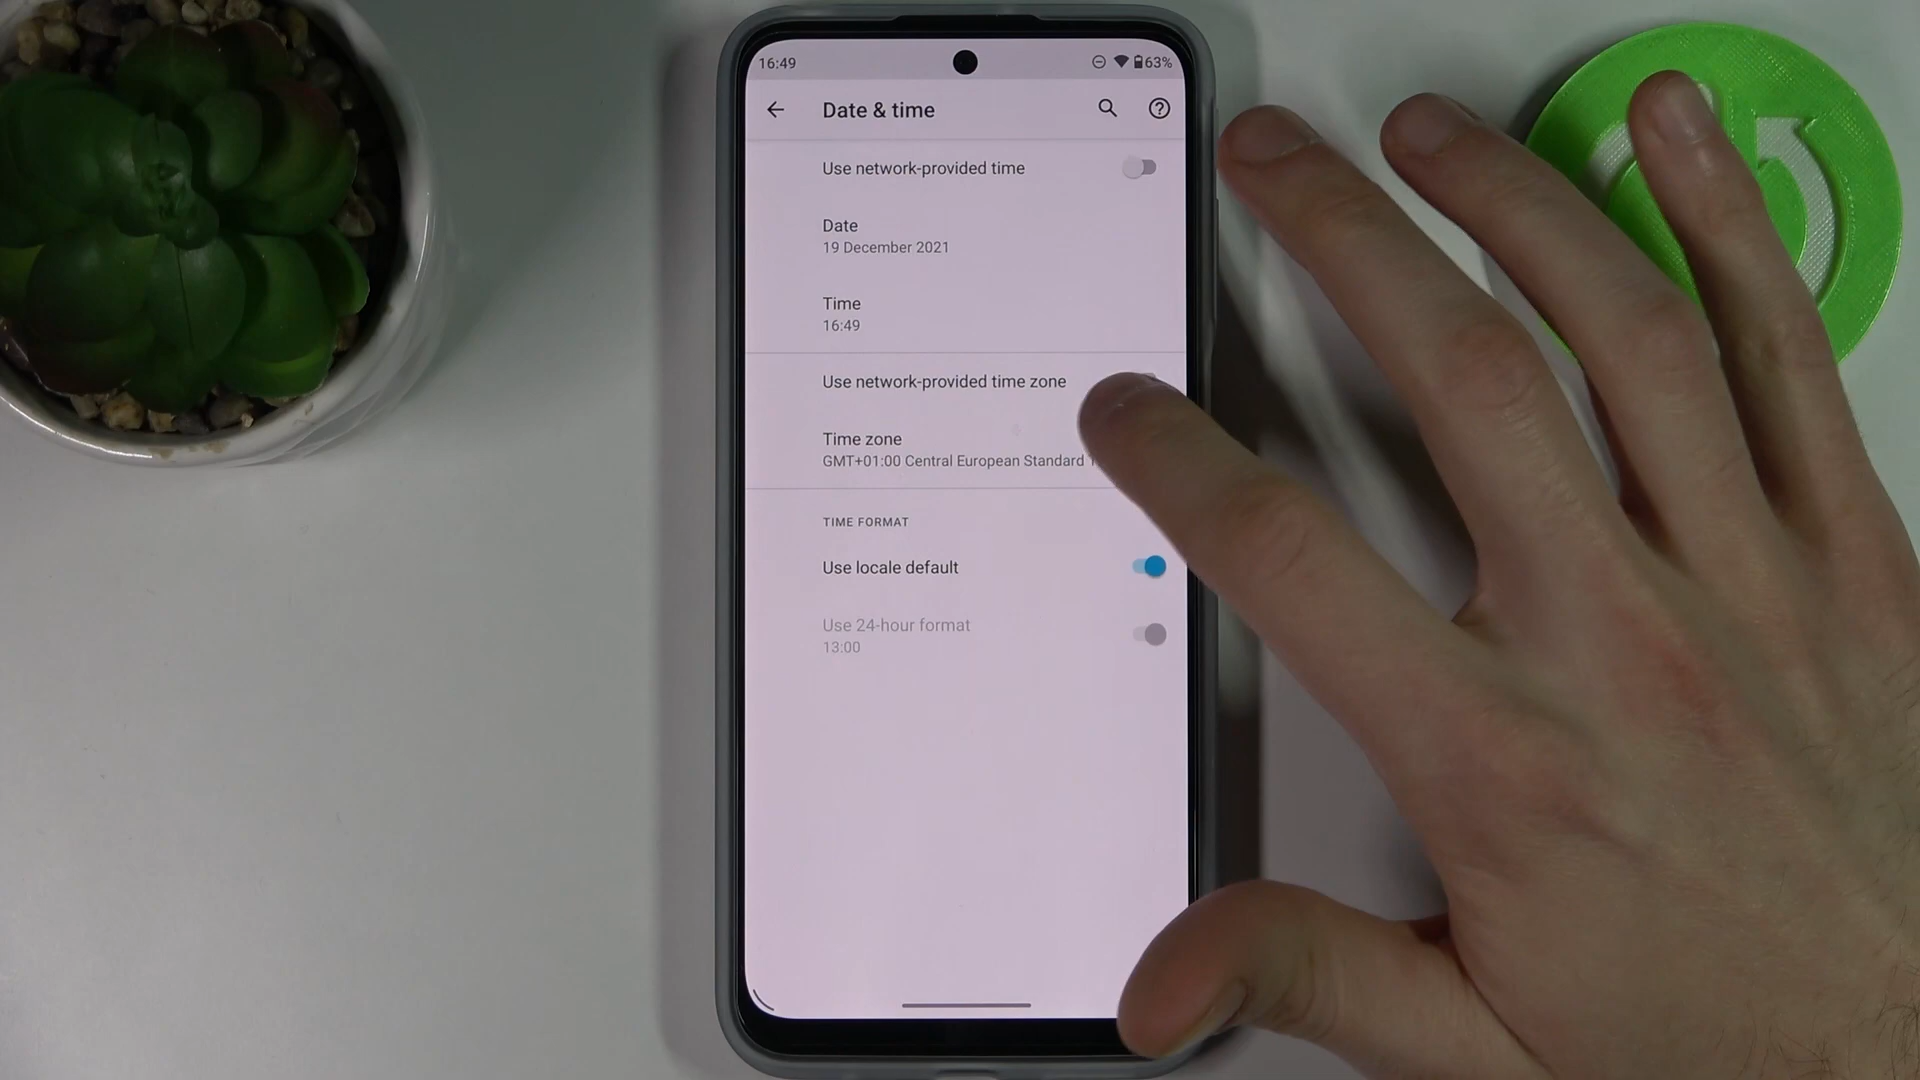 16:49
63%
Date & time
Use network-provided time
Date
19 December 2021
Time
16:49
Use network-provided time zone
Time zone
GMT+01:00 Central European Standard
TIME FORMAT
Use locale default
Use 24-hour format
13:00